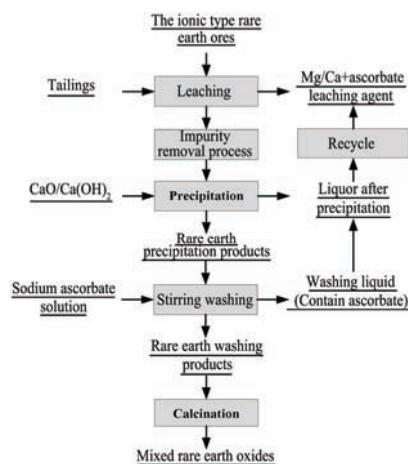 The ionic type rare
earth ores
Tailings
Leaching
Mg/Ca+ascorbate
leaching agent
Impurity
removal process
Recycle
CaO/Ca(OH)2
Precipitation
Liquor after
precipitation
Rare earth
precipitation products
Sodium ascorbate
solution
Stirring washing
Washing liquid
(Contain ascorbate)
Rare earth washing
products
Calcination
Mixed rare earth oxides